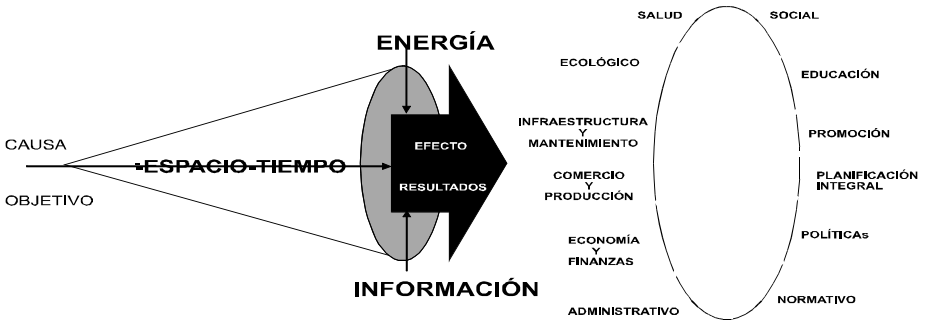 CAUSA
OBJETIVO
-ESPACIO-TIEMPO
ENERGÍA
EFECTO
RESULTADOS
INFORMACIÓN
SALUD
ECOLÓGICO
INFRAESTRUCTURA
Y
MANTENIMIENTO
COMERCIO
Y
PRODUCCIÓN
ECONOMÍA
Y
FINANZAS
ADMINISTRATIVO
SOCIAL
EDUCACIÓN
PROMOCIÓN
PLANIFICACIÓN
INTEGRAL
POLÍTICAs
NORMATIVO